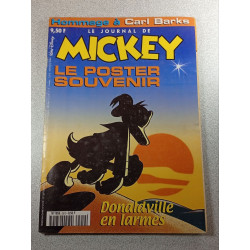 Hommage à Carl Barks
9,50 F
LE JOURNAL DE
MICKEY
LE POSTER
SOUVENIR
Donaldville
en larmes